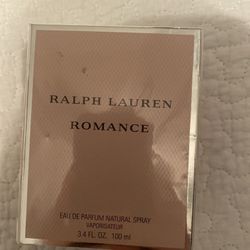 RALPH LAUREN
ROMANCE
EAU DE PARFUM NATURAL SPRAY
VAPORISATEUR
3.4 FL. OZ. 100 ml